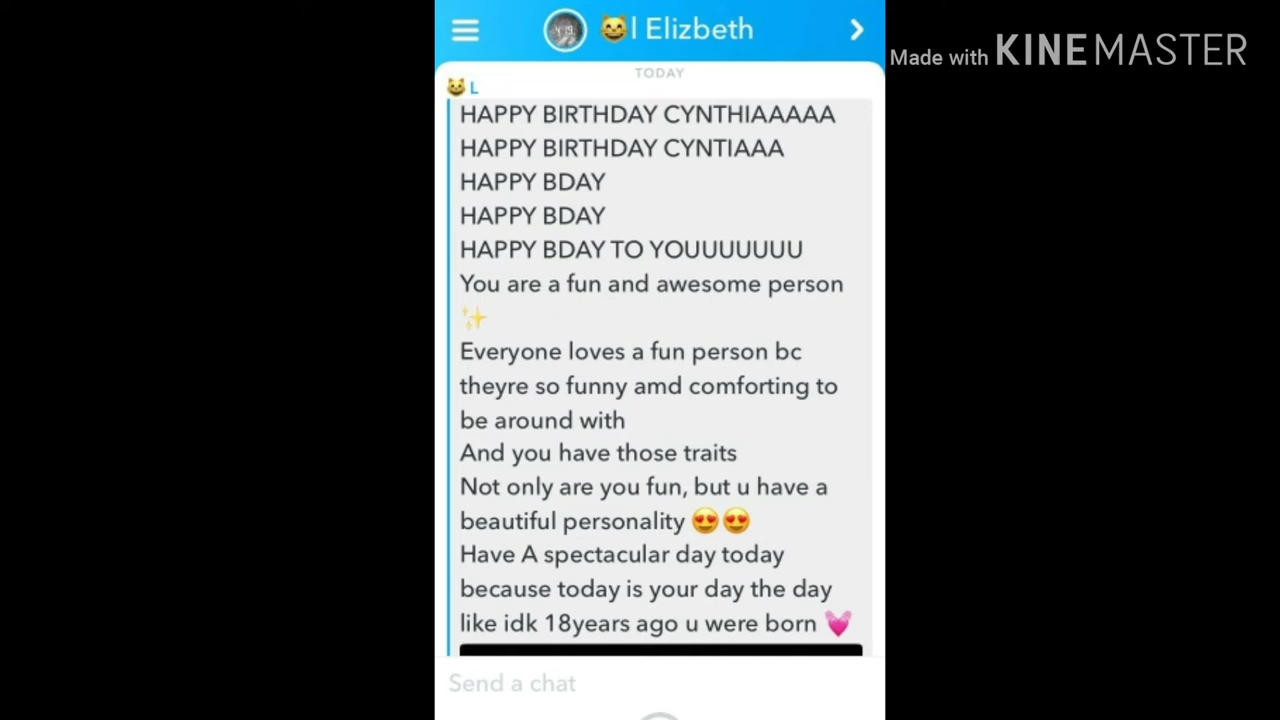 😺l Elizbeth
Made with KINEMASTER
TODAY
😺 L
HAPPY BIRTHDAY CYNTHIAAAAA
HAPPY BIRTHDAY CYNTIAAA
HAPPY BDAY
HAPPY BDAY
HAPPY BDAY TO YOUUUUUUU
You are a fun and awesome person
✨
Everyone loves a fun person bc
theyre so funny amd comforting to
be around with
And you have those traits
Not only are you fun, but u have a
beautiful personality 😍😍
Have A spectacular day today
because today is your day the day
like idk 18years ago u were born 💓
Send a chat